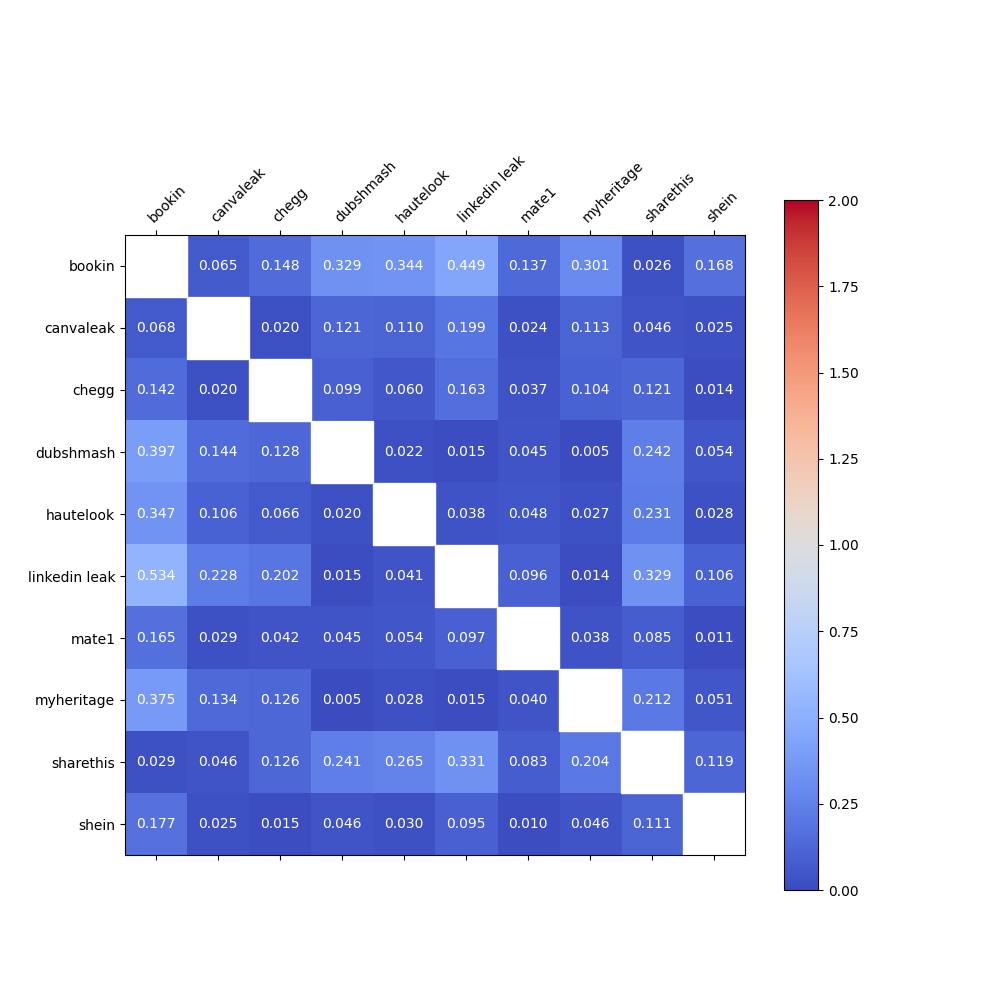 bookin canvaleak chegg dubshmash hautelook linkedin leak mate1 myheritage sharethis shein
bookin 0.065 0.148 0.329 0.344 0.449 0.137 0.301 0.026 0.168
canvaleak 0.068 0.020 0.121 0.110 0.199 0.024 0.113 0.046 0.025
chegg 0.142 0.020 0.099 0.060 0.163 0.037 0.104 0.121 0.014
dubshmash 0.397 0.144 0.128 0.022 0.015 0.045 0.005 0.242 0.054
hautelook 0.347 0.106 0.066 0.020 0.038 0.048 0.027 0.231 0.028
linkedin leak 0.534 0.228 0.202 0.015 0.041 0.096 0.014 0.329 0.106
mate1 0.165 0.029 0.042 0.045 0.054 0.097 0.038 0.085 0.011
myheritage 0.375 0.134 0.126 0.005 0.028 0.015 0.040 0.212 0.051
sharethis 0.029 0.046 0.126 0.241 0.265 0.331 0.083 0.204 0.119
shein 0.177 0.025 0.015 0.046 0.030 0.095 0.010 0.046 0.111
2.00
1.75
1.50
1.25
1.00
0.75
0.50
0.25
0.00